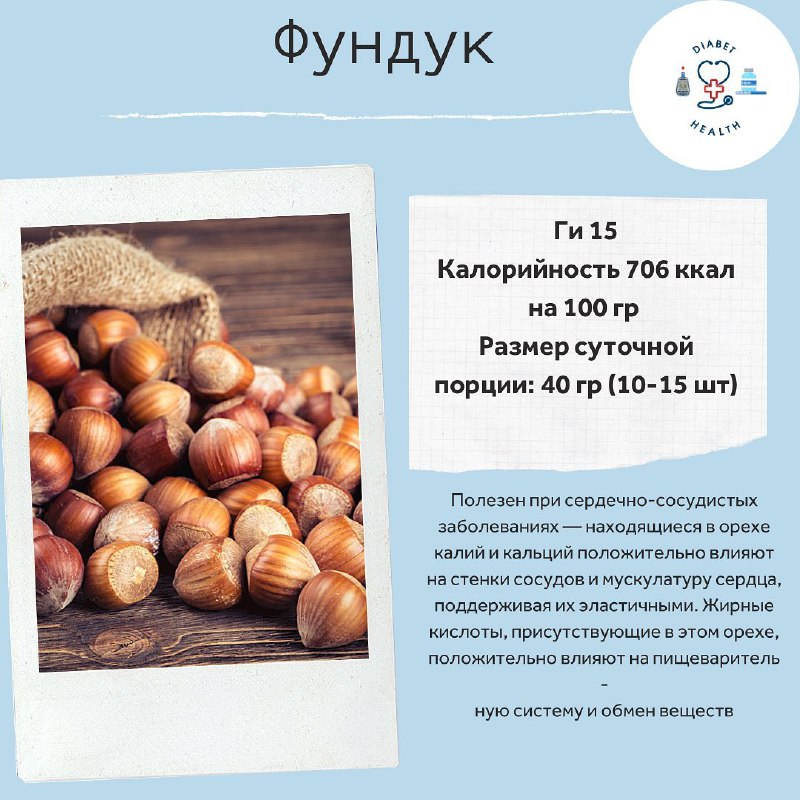 Фундук
DIABET
HEALTH
Ги 15
Калорийность 706 ккал
на 100 гр
Размер суточной
порции: 40 гр (10-15 шт)
Полезен при сердечно-сосудистых
заболеваниях — находящиеся в орехе
калий и кальций положительно влияют
на стенки сосудов и мускулатуру сердца,
поддерживая их эластичными. Жирные
кислоты, присутствующие в этом орехе,
положительно влияют на пищеваритель
-
ную систему и обмен веществ